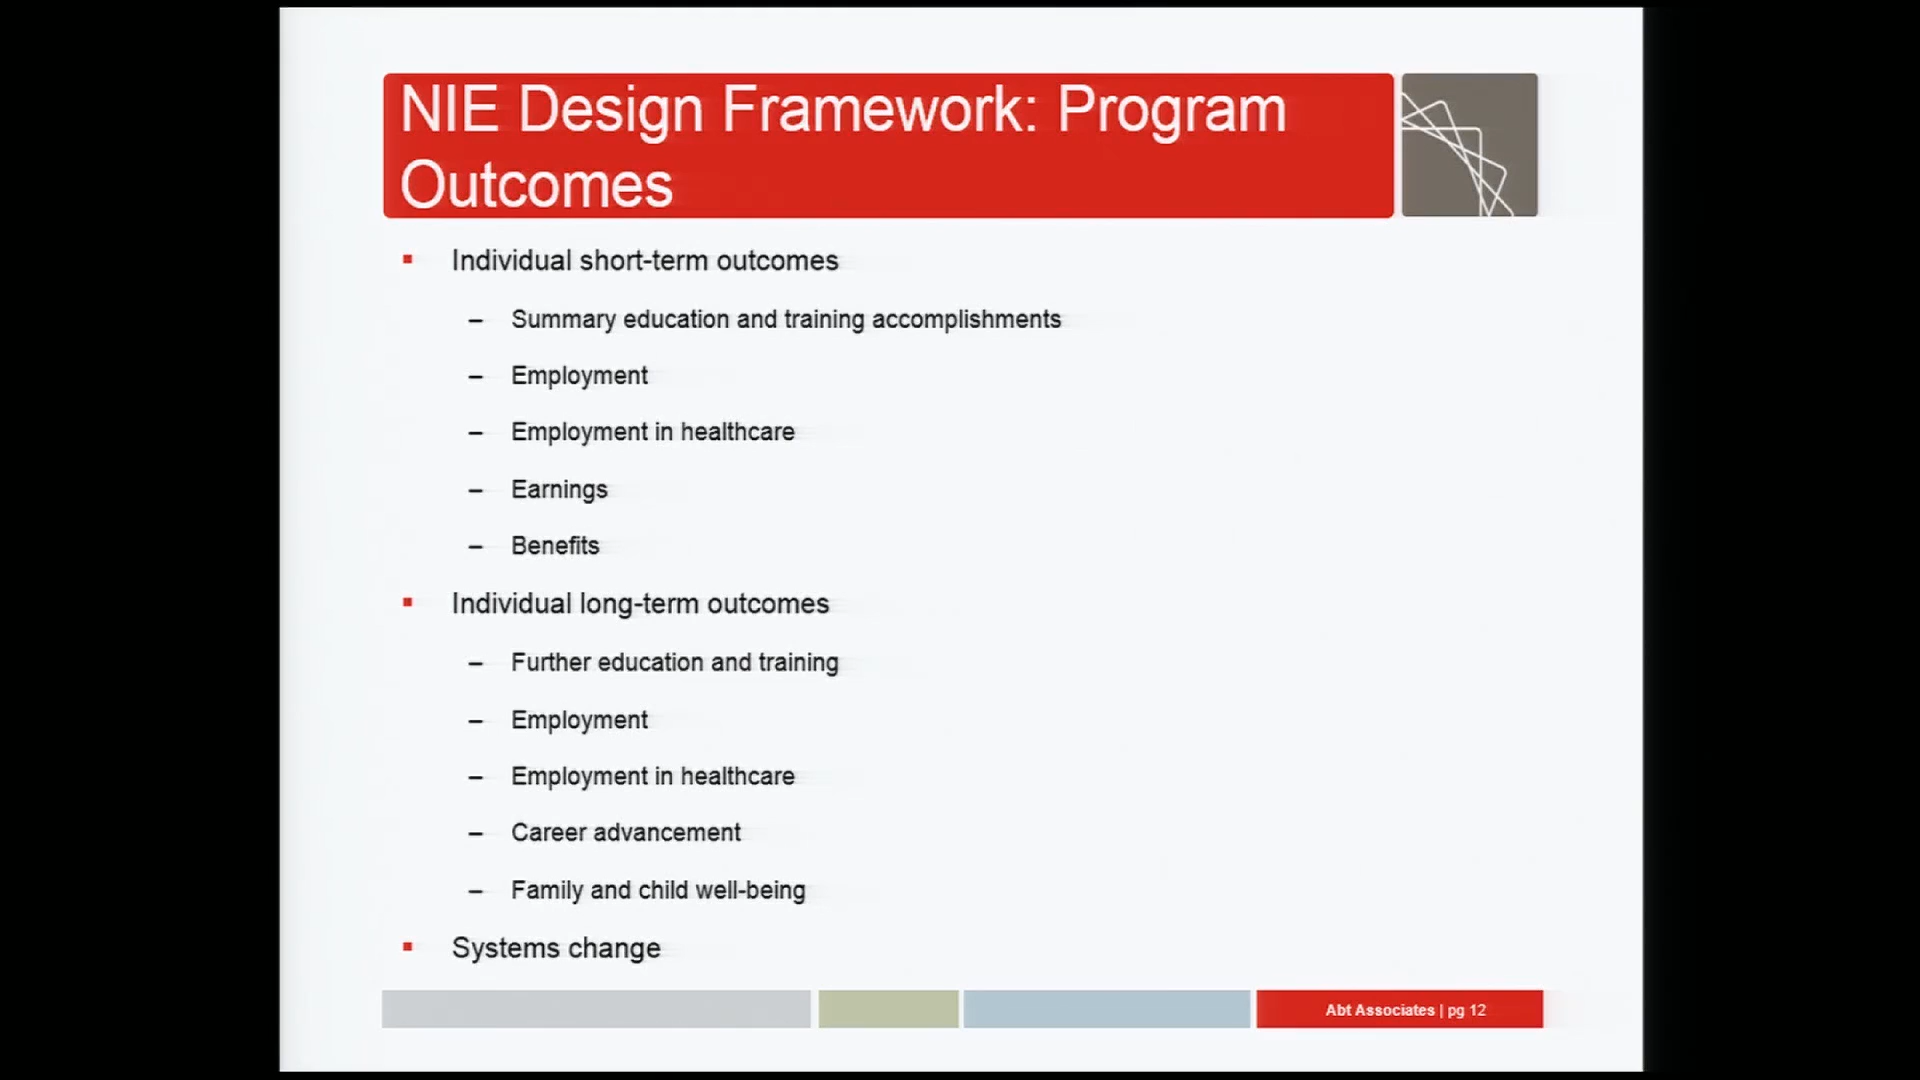 NIE Design Framework: Program
Outcomes
Individual short-term outcomes
– Summary education and training accomplishments
– Employment
– Employment in healthcare
– Earnings
– Benefits
Individual long-term outcomes
– Further education and training
– Employment
– Employment in healthcare
– Career advancement
– Family and child well-being
Systems change
Abt Associates | pg 12